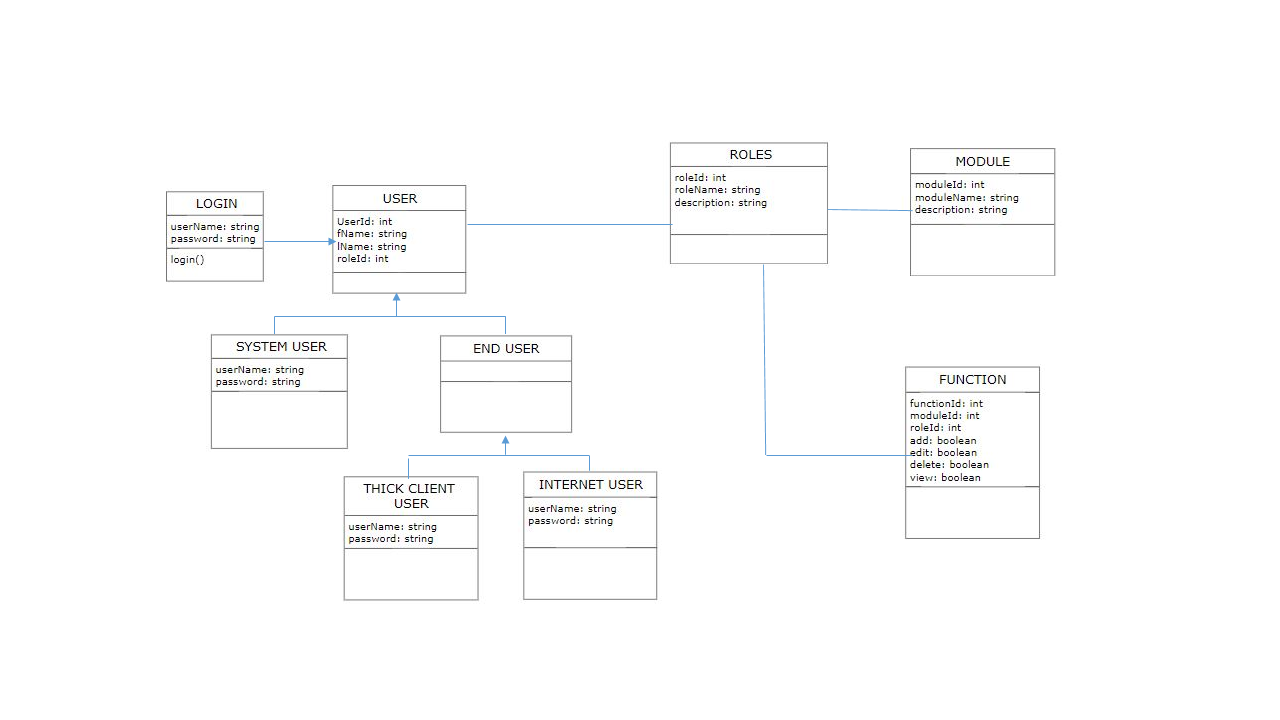 LOGIN
userName: string
password: string
login()
USER
UserId: int
fName: string
lName: string
roleId: int
ROLES
roleId: int
roleName: string
description: string
MODULE
moduleId: int
moduleName: string
description: string
SYSTEM USER
userName: string
password: string
END USER
THICK CLIENT
USER
userName: string
password: string
INTERNET USER
userName: string
password: string
FUNCTION
functionId: int
moduleId: int
roleId: int
add: boolean
edit: boolean
delete: boolean
view: boolean